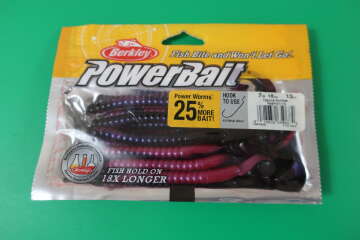 Berkley
Fish Bite and Won't Let Go!
PowerBait
Power Worms
25% MORE BAIT!
HOOK TO USE
FISH HOLD ON
18X LONGER